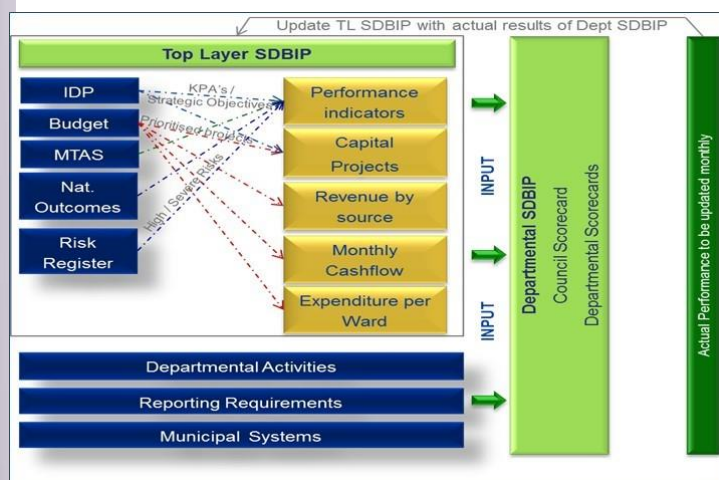 Update TL SDBIP with actual results of Dept SDBIP
Top Layer SDBIP
IDP
Budget
MTAS
Nat.
Outcomes
Risk
Register
KPA's /
Strategic Objectives
Prioritised projects
High / Severe Risks
Performance
indicators
Capital
Projects
Revenue by
source
Monthly
Cashflow
Expenditure per
Ward
INPUT
INPUT
Departmental SDBIP
Council Scorecard
Departmental Scorecards
Actual Performance to be updated monthly
Departmental Activities
Reporting Requirements
Municipal Systems